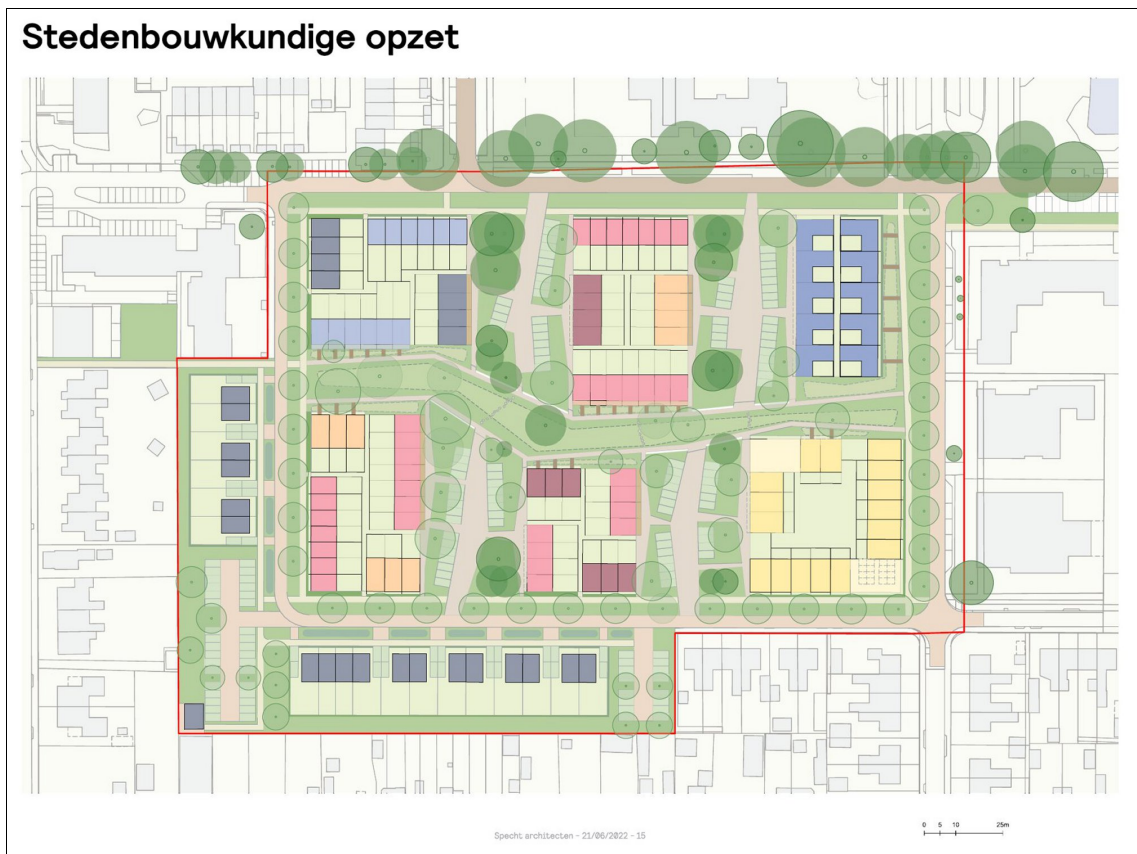 Stedenbouwkundige opzet
Specht architecten - 21/06/2022 - 15
0 5 10 25m